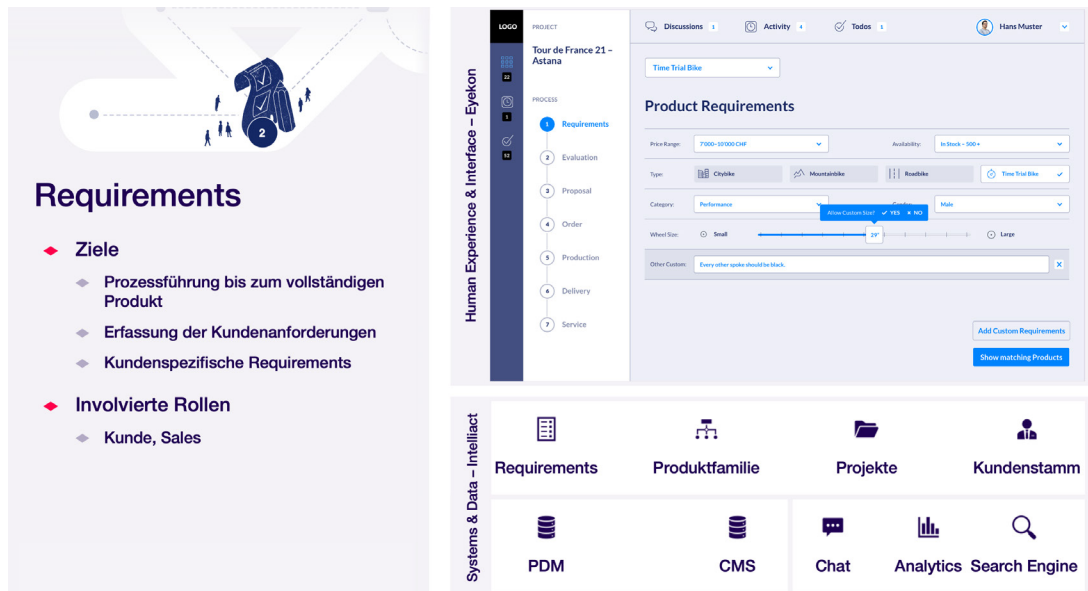 2
Requirements
Ziele
Prozessführung bis zum vollständigen
Produkt
Erfassung der Kundenanforderungen
Kundenspezifische Requirements
Involvierte Rollen
Kunde, Sales
Human Experience & Interface – Eyekon
LOGO
22
1
52
PROJECT
Tour de France 21 –
Astana
PROCESS
1 Requirements
2 Evaluation
3 Proposal
4 Order
5 Production
6 Delivery
7 Service
Discussions 1 Activity 4 Todos 1 Hans Muster
Time Trial Bike
Product Requirements
Price Range: 7'000–10'000 CHF Availability: In Stock – 500 +
Type: Citybike Mountainbike Roadbike Time Trial Bike
Category: Performance Gender: Male
Allow Custom Size? YES NO
Wheel Size: Small 29" Large
Other Custom: Every other spoke should be black.
Add Custom Requirements
Show matching Products
Systems & Data – Intelliact
Requirements Produktfamilie Projekte Kundenstamm
PDM CMS Chat Analytics Search Engine